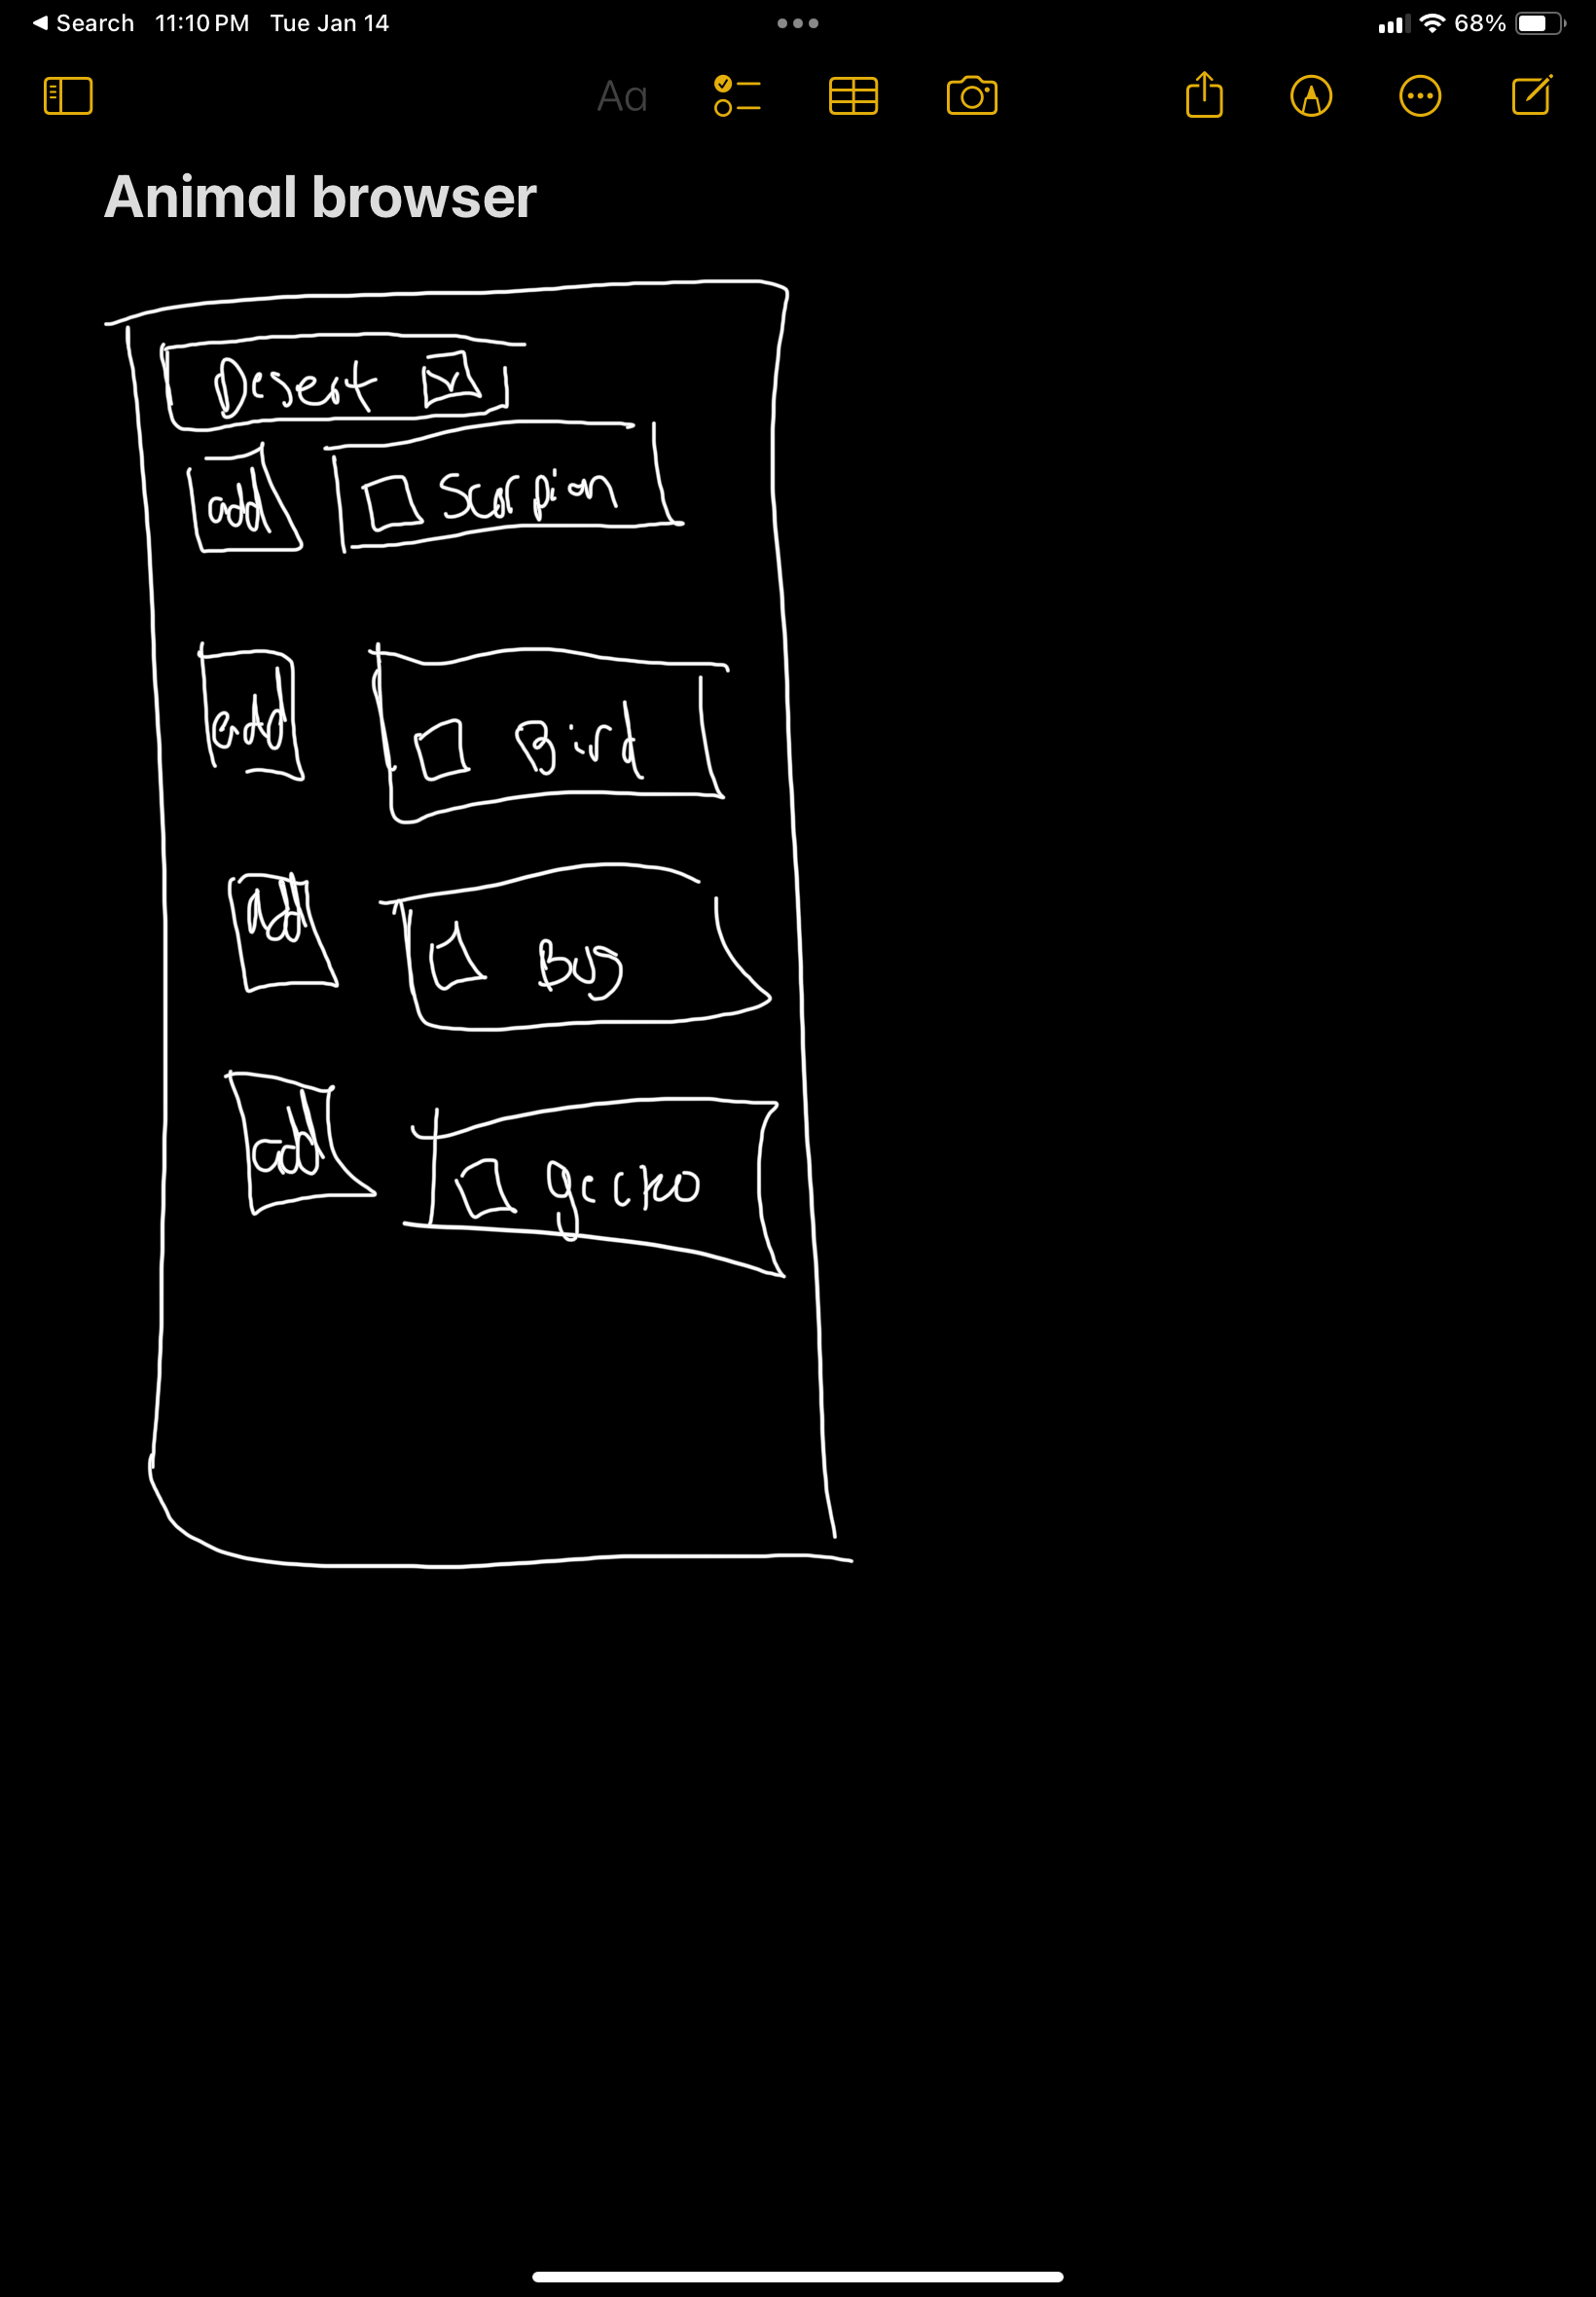 Search 11:10 PM Tue Jan 14 68%
Aa
Animal browser
Desert
add Scorpion
add Bird
add Bug
add gecko